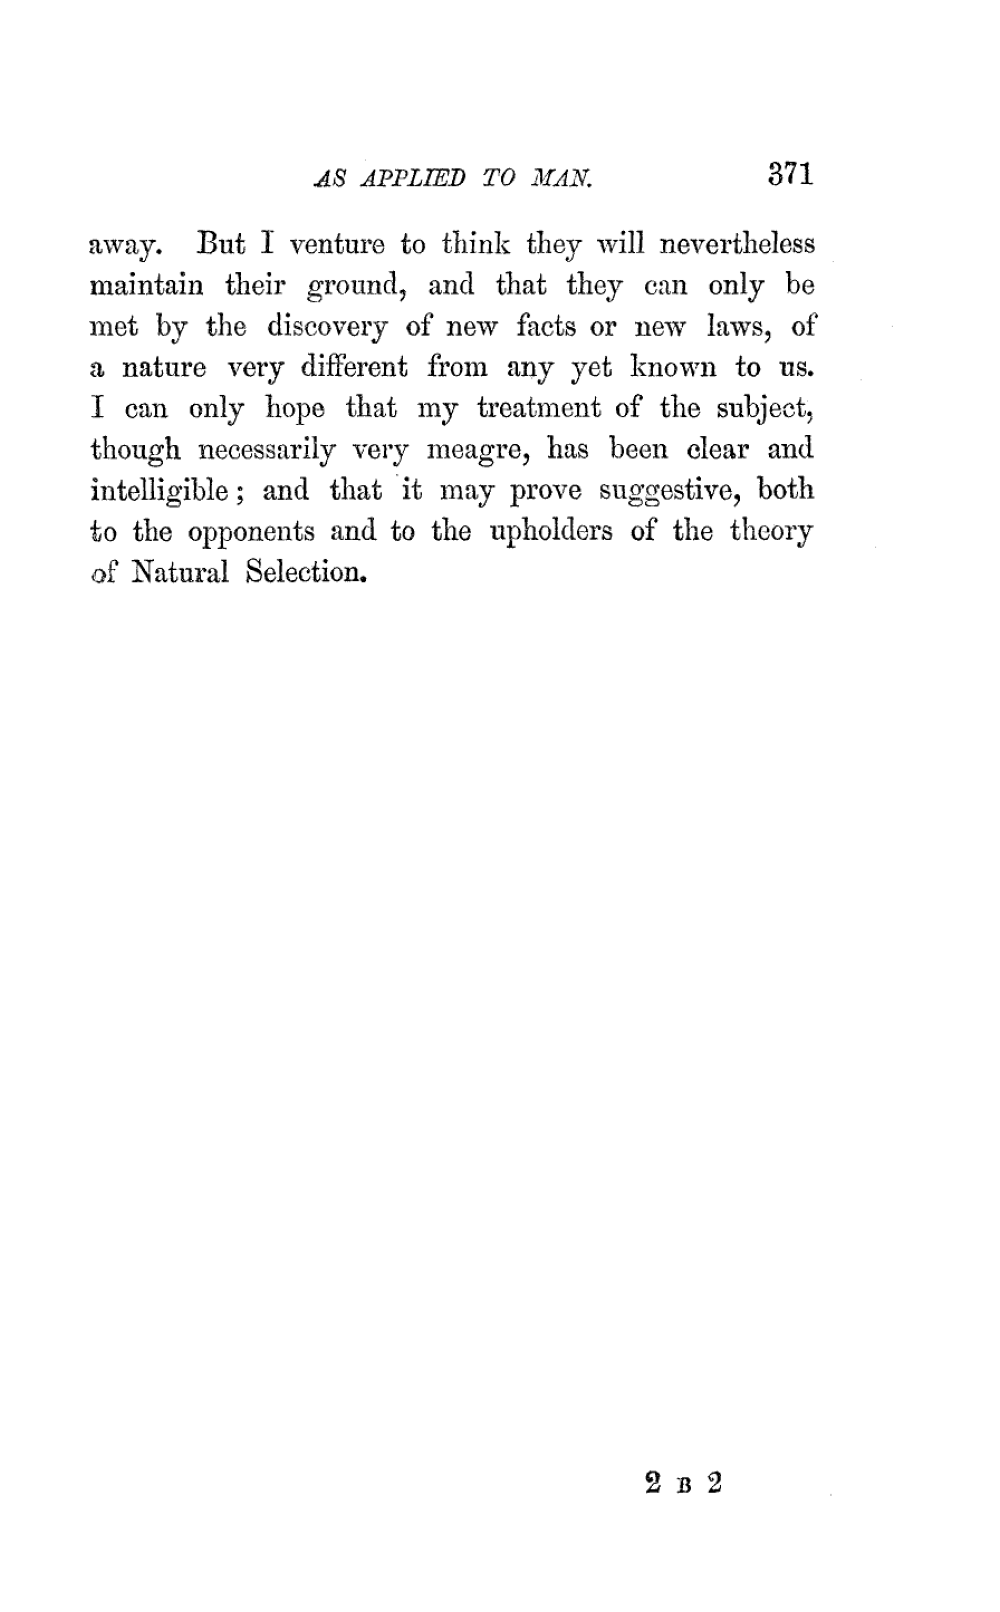 AS APPLIED TO MAN. 371
away. But I venture to think they will nevertheless
maintain their ground, and that they can only be
met by the discovery of new facts or new laws, of
a nature very different from any yet known to us.
I can only hope that my treatment of the subject,
though necessarily very meagre, has been clear and
intelligible ; and that it may prove suggestive, both
to the opponents and to the upholders of the theory
of Natural Selection.
2 B 2